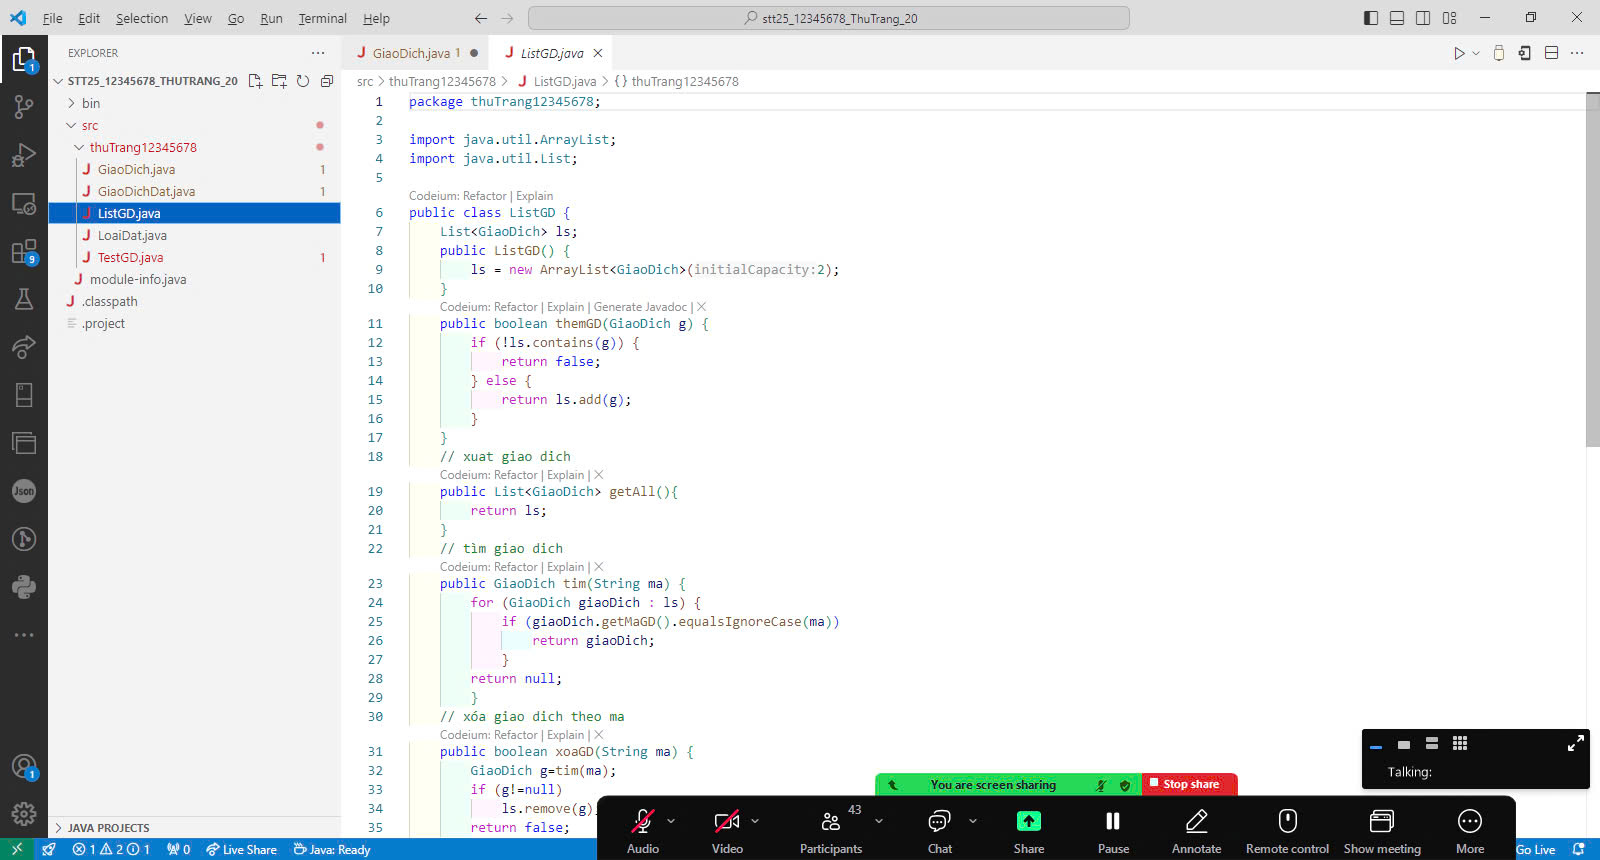 File Edit Selection View Go Run Terminal Help
stt25_12345678_ThuTrang_20
EXPLORER
GiaoDich.java 1
ListGD.java
STT25_12345678_THUTRANG_20
src > thuTrang12345678 > ListGD.java > {} thuTrang12345678
bin
src
thuTrang12345678
GiaoDich.java 1
GiaoDichDat.java 1
ListGD.java
LoaiDat.java
TestGD.java 1
module-info.java
.classpath
.project
JAVA PROJECTS
1
9
Json
1
1 package thuTrang12345678;
2
3 import java.util.ArrayList;
4 import java.util.List;
5
Codeium: Refactor | Explain
6 public class ListGD {
7 List<GiaoDich> ls;
8 public ListGD() {
9 ls = new ArrayList<GiaoDich>(initialCapacity:2);
10 }
Codeium: Refactor | Explain | Generate Javadoc | X
11 public boolean themGD(GiaoDich g) {
12 if (!ls.contains(g)) {
13 return false;
14 } else {
15 return ls.add(g);
16 }
17 }
18 // xuat giao dich
Codeium: Refactor | Explain | X
19 public List<GiaoDich> getAll(){
20 return ls;
21 }
22 // tìm giao dich
Codeium: Refactor | Explain | X
23 public GiaoDich tim(String ma) {
24 for (GiaoDich giaoDich : ls) {
25 if (giaoDich.getMaGD().equalsIgnoreCase(ma))
26 return giaoDich;
27 }
28 return null;
29 }
30 // xóa giao dich theo ma
Codeium: Refactor | Explain | X
31 public boolean xoaGD(String ma) {
32 GiaoDich g=tim(ma);
33 if (g!=null)
34 ls.remove(g)
35 return false;
Talking:
You are screen sharing
Stop share
43
Audio Video Participants Chat Share Pause Annotate Remote control Show meeting More
1 2 1 0 Live Share Java: Ready Go Live